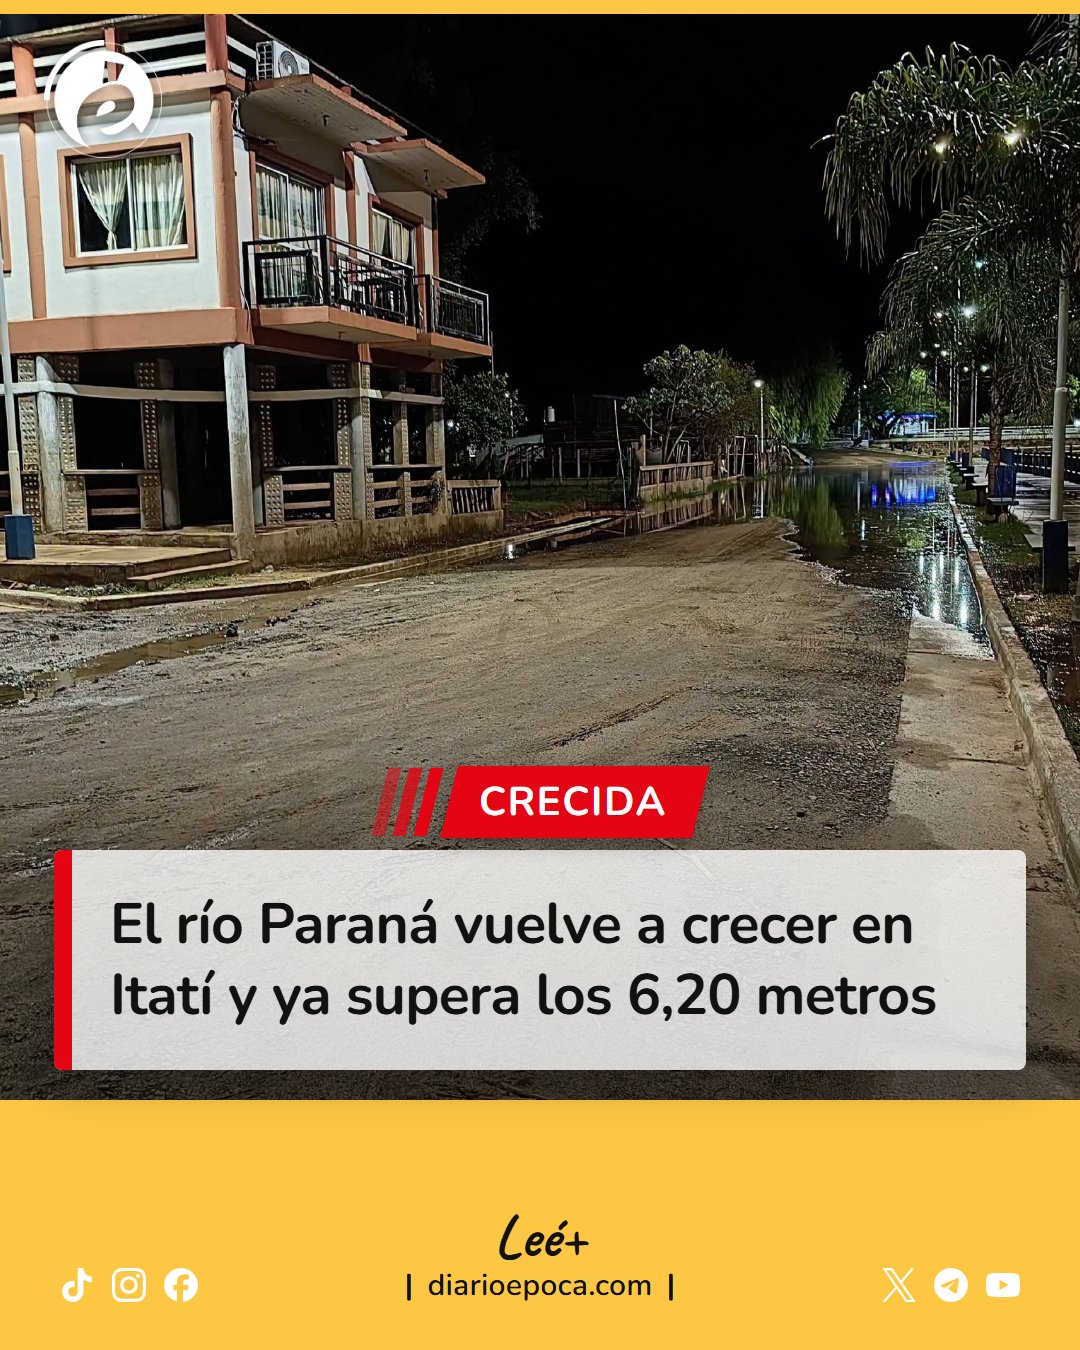 CRECIDA
El río Paraná vuelve a crecer en
Itatí y ya supera los 6,20 metros
Leé+
| diarioepoca.com |